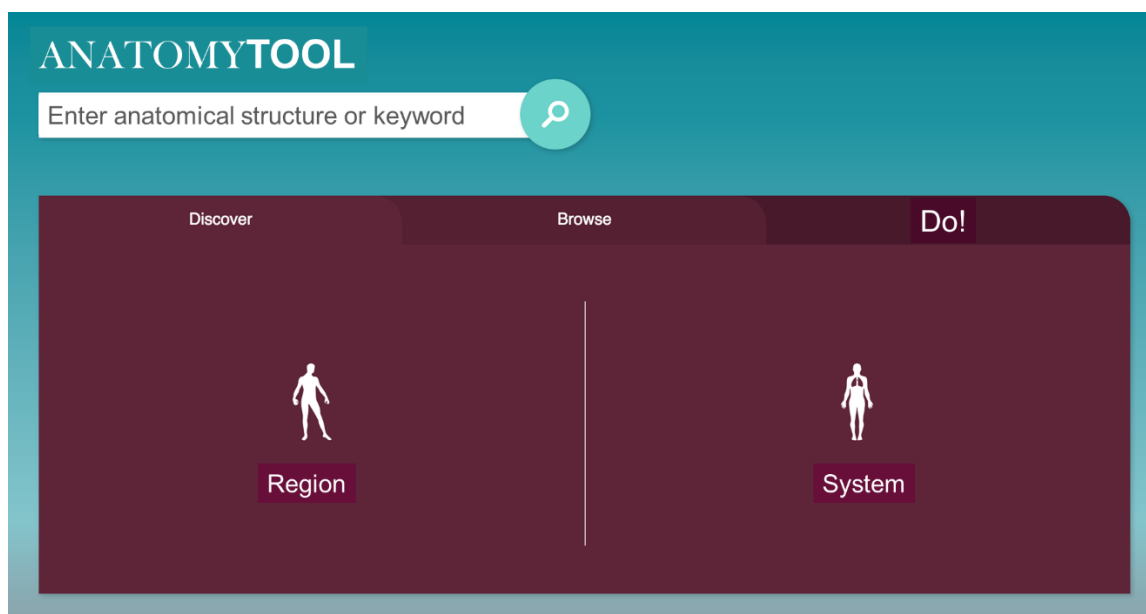 ANATOMYTOOL
Enter anatomical structure or keyword
Discover Browse Do!
Region System